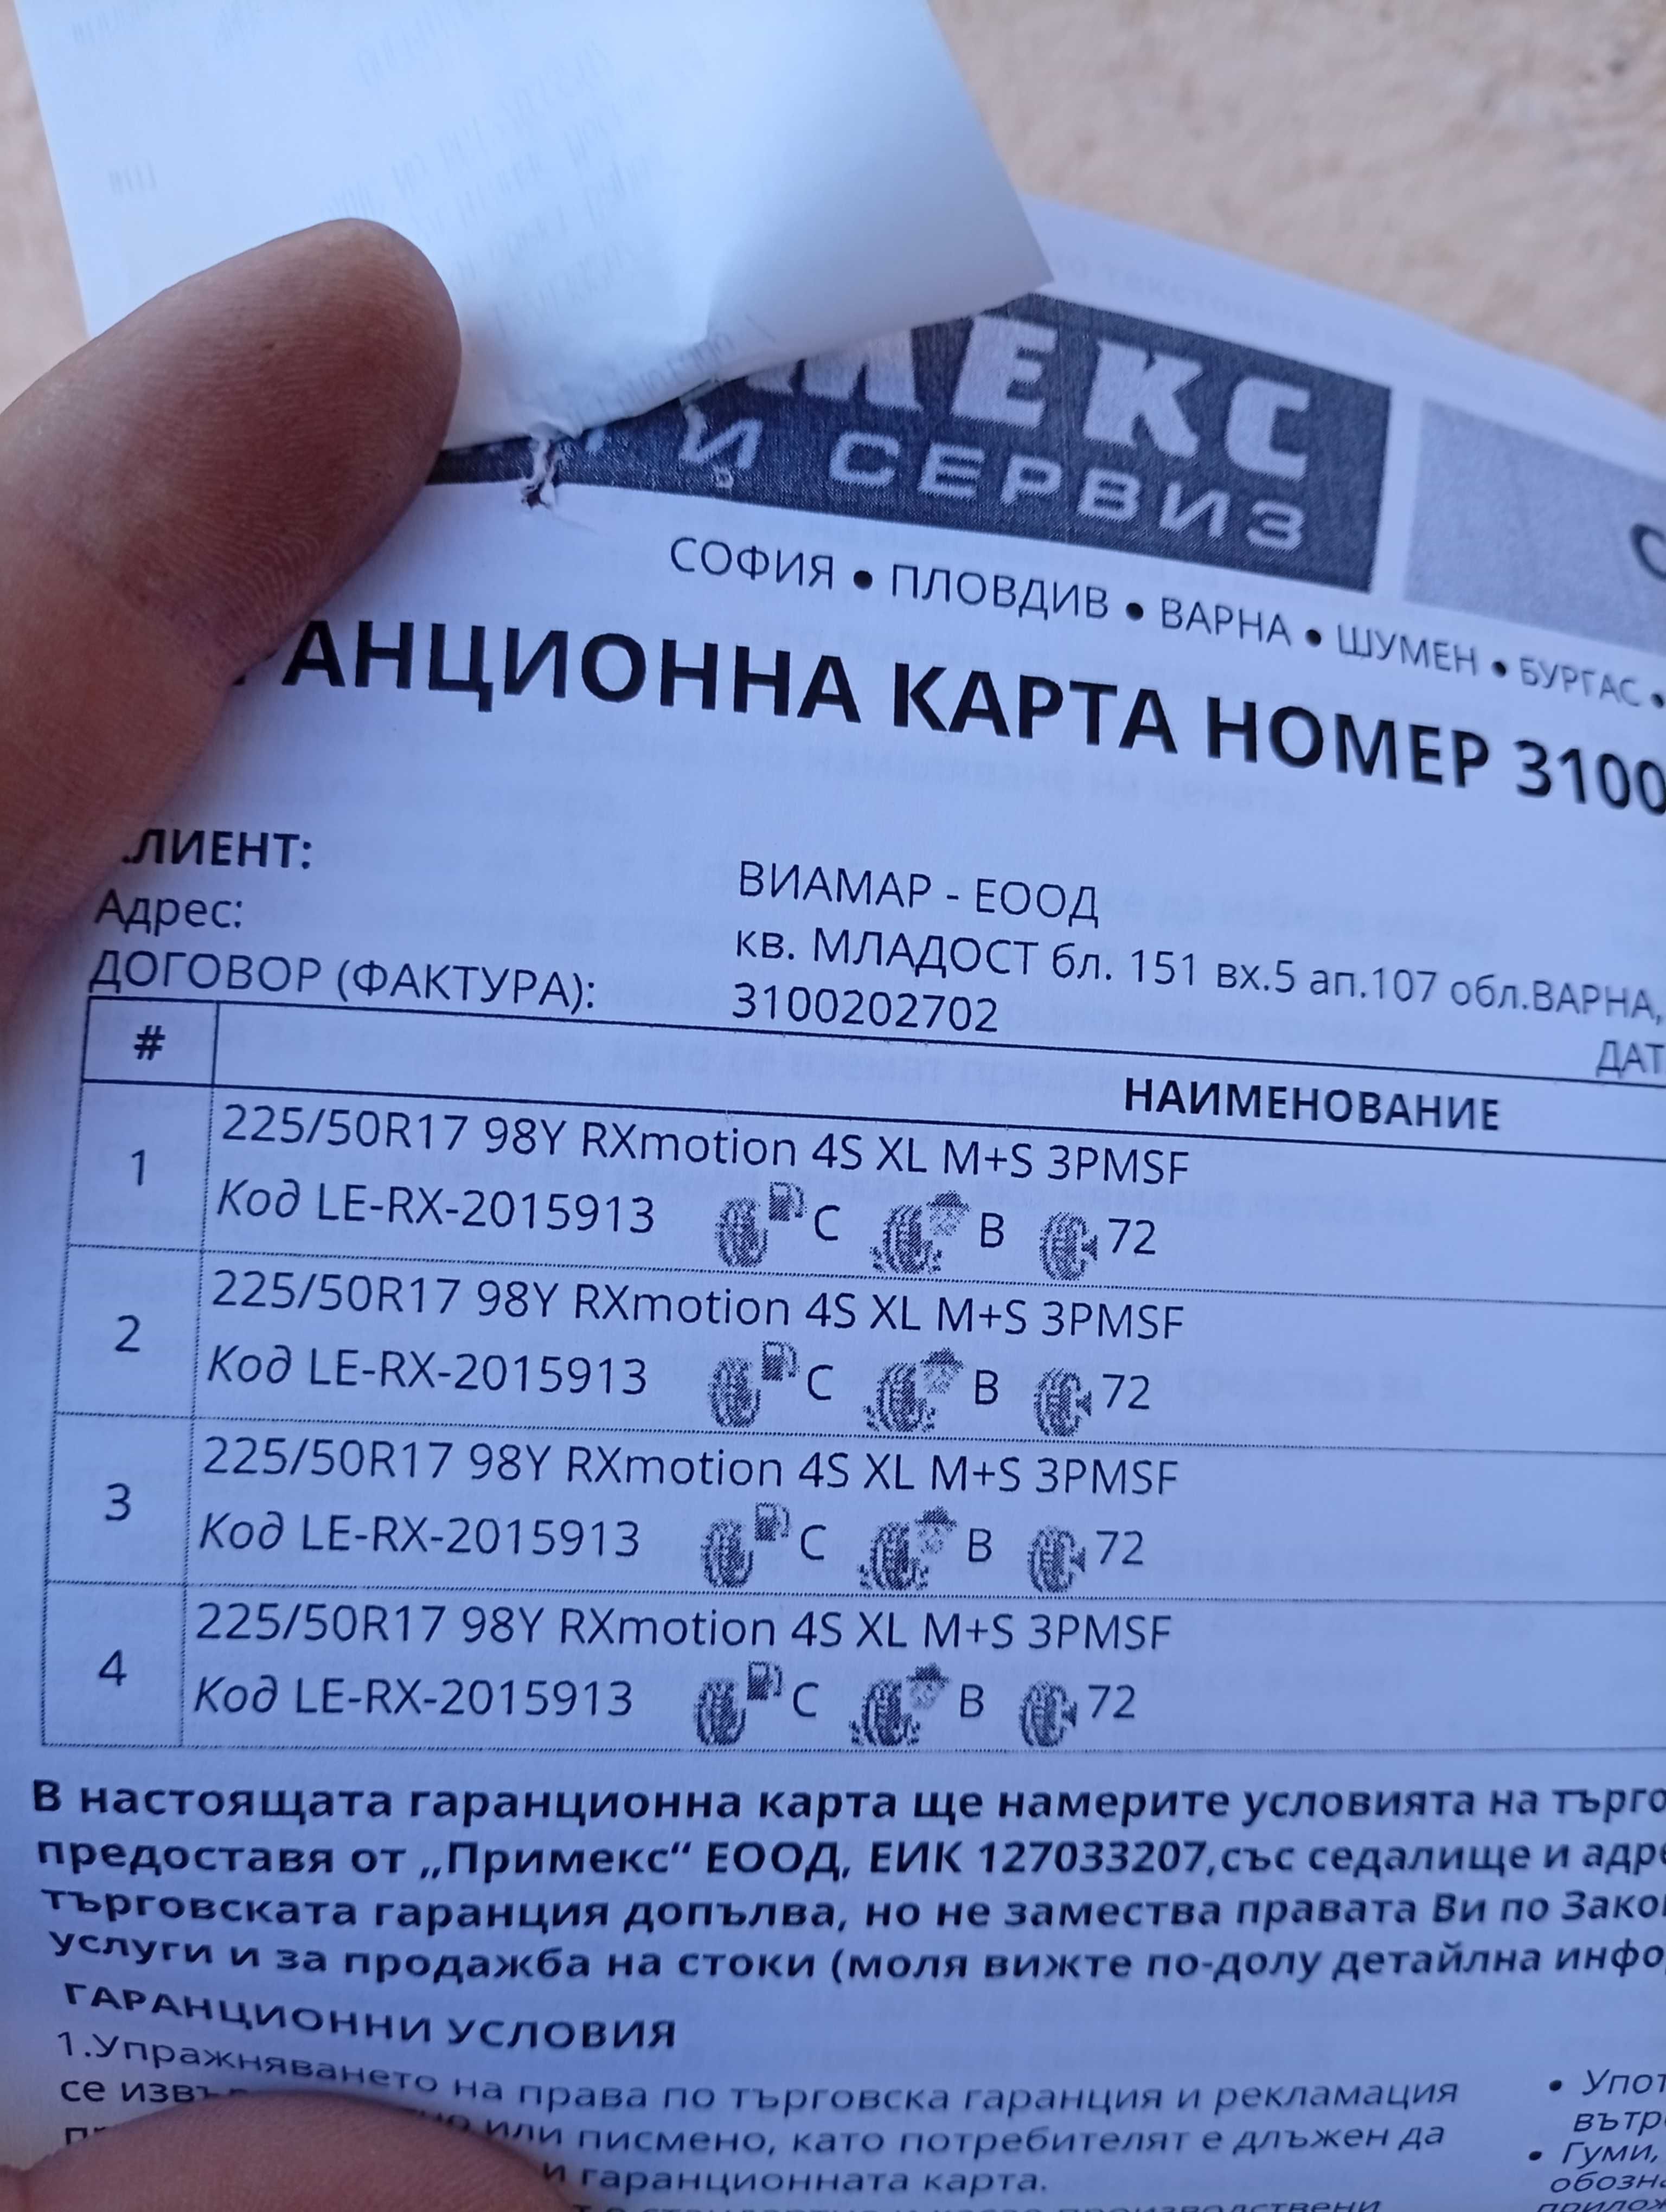 МЕКС
И СЕРВИЗ
СОФИЯ • ПЛОВДИВ • ВАРНА • ШУМЕН • БУРГАС •
АНЦИОННА КАРТА НОМЕР 3100
ЛИЕНТ:
ВИАМАР - ЕООД
Адрес:
кв. МЛАДОСТ бл. 151 вх.5 ап.107 обл.ВАРНА,
ДОГОВОР (ФАКТУРА):
3100202702
ДАТ
# НАИМЕНОВАНИЕ
1 225/50R17 98Y RXmotion 4S XL M+S 3PMSF
Код LE-RX-2015913 C B 72
2 225/50R17 98Y RXmotion 4S XL M+S 3PMSF
Код LE-RX-2015913 C B 72
3 225/50R17 98Y RXmotion 4S XL M+S 3PMSF
Код LE-RX-2015913 C B 72
4 225/50R17 98Y RXmotion 4S XL M+S 3PMSF
Код LE-RX-2015913 C B 72
В настоящата гаранционна карта ще намерите условията на търго
предоставя от „Примекс“ ЕООД, ЕИК 127033207,със седалище и адре
търговската гаранция допълва, но не замества правата Ви по Зако
услуги и за продажба на стоки (моля вижте по-долу детайлна инфо
ГАРАНЦИОННИ УСЛОВИЯ
1.Упражняването на права по търговска гаранция и рекламация
се
или писмено, като потребителят е длъжен да
и гаранционната карта.
• Упот
вътр
• Гуми,
обозн